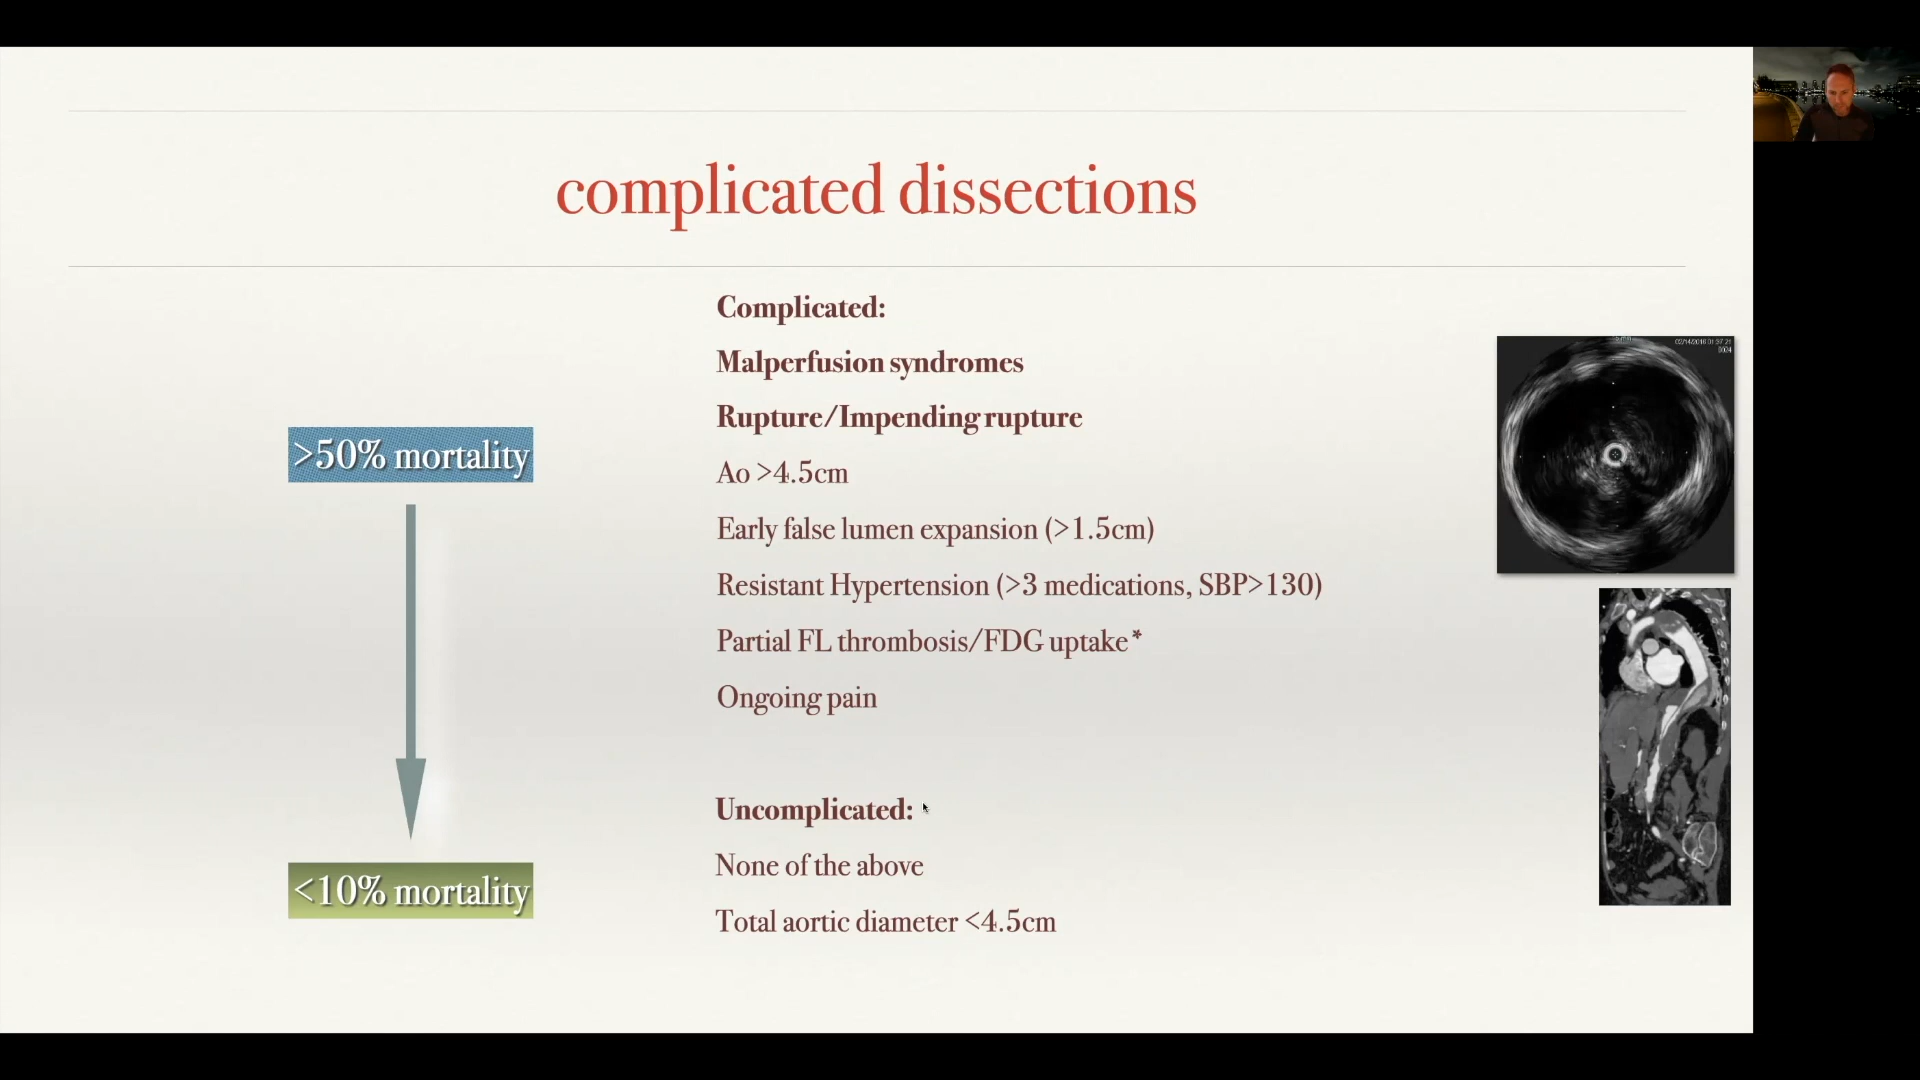 complicated dissections
Complicated:
Malperfusion syndromes
Rupture/Impending rupture
>50% mortality
Ao >4.5cm
Early false lumen expansion (>1.5cm)
Resistant Hypertension (>3 medications, SBP>130)
Partial FL thrombosis/FDG uptake*
Ongoing pain
Uncomplicated:
None of the above
<10% mortality
Total aortic diameter <4.5cm